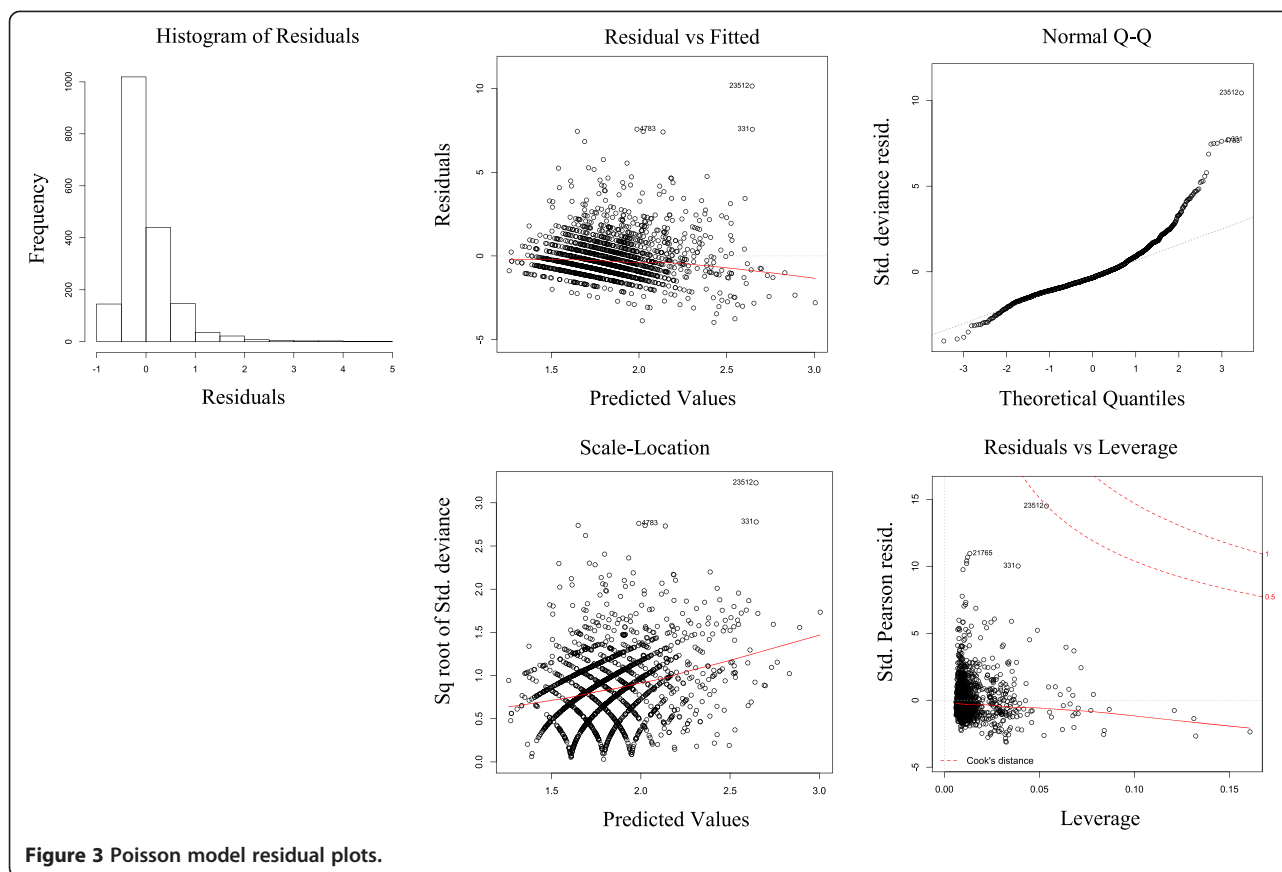 Histogram of Residuals
Frequency
1000
800
600
400
200
0
-1 0 1 2 3 4 5
Residuals
Residual vs Fitted
Residuals
10
5
0
-5
23512
4783
331
1.5 2.0 2.5 3.0
Predicted Values
Normal Q-Q
Std. deviance resid.
10
5
0
23512
331
4783
-3 -2 -1 0 1 2 3
Theoretical Quantiles
Scale-Location
Sq root of Std. deviance
3.0
2.5
2.0
1.5
1.0
0.5
0.0
23512
4783
331
1.5 2.0 2.5 3.0
Predicted Values
Residuals vs Leverage
Std. Pearson resid.
15
10
5
0
-5
23512
21765
331
1
0.5
Cook's distance
0.00 0.05 0.10 0.15
Leverage
Figure 3 Poisson model residual plots.